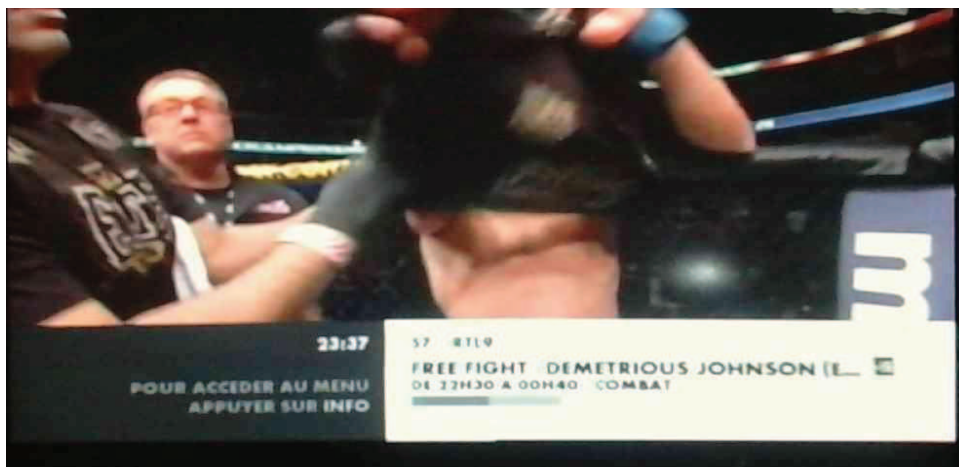 CHAMPIONS
m
23:37
POUR ACCEDER AU MENU
APPUYER SUR INFO
57 RTL9
FREE FIGHT DEMETRIOUS JOHNSON (E...
DE 22H30 A 00H40 COMBAT